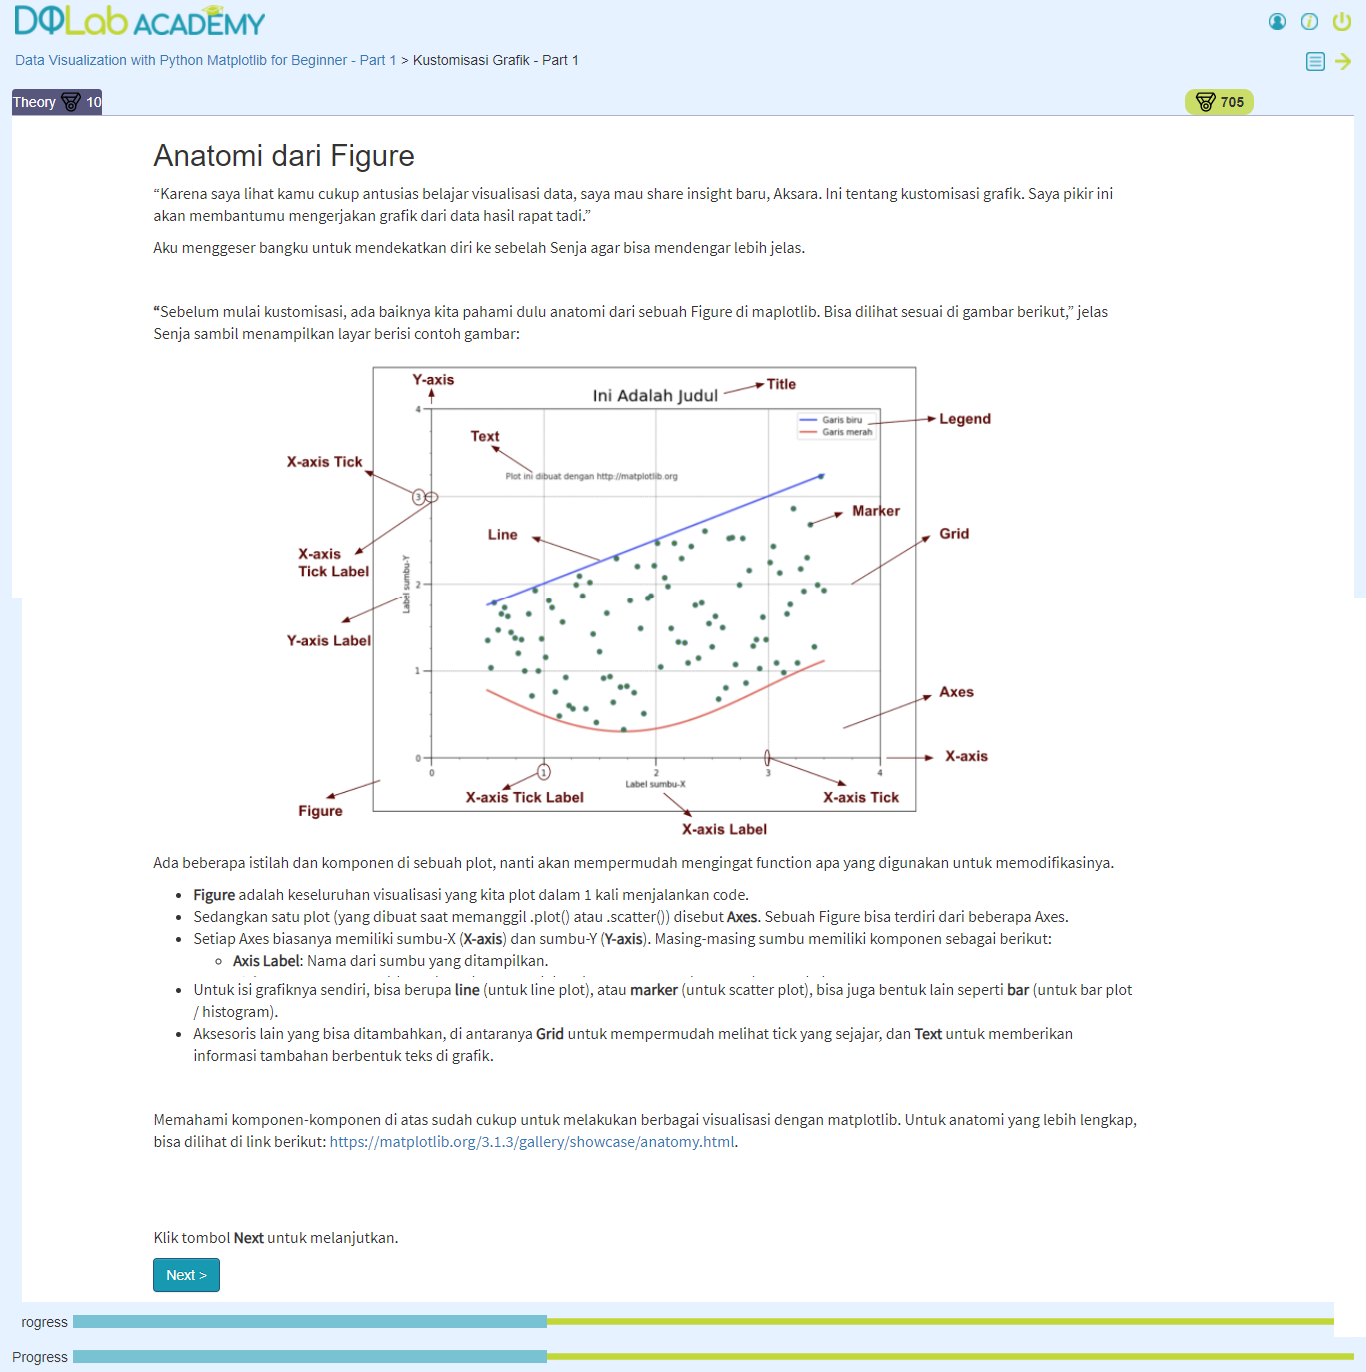 DQLab ACADEMY
Data Visualization with Python Matplotlib for Beginner - Part 1 > Kustomisasi Grafik - Part 1
Theory 10
705
Anatomi dari Figure
“Karena saya lihat kamu cukup antusias belajar visualisasi data, saya mau share insight baru, Aksara. Ini tentang kustomisasi grafik. Saya pikir ini
akan membantumu mengerjakan grafik dari data hasil rapat tadi.”
Aku menggeser bangku untuk mendekatkan diri ke sebelah Senja agar bisa mendengar lebih jelas.
“Sebelum mulai kustomisasi, ada baiknya kita pahami dulu anatomi dari sebuah Figure di maplotlib. Bisa dilihat sesuai di gambar berikut,” jelas
Senja sambil menampilkan layar berisi contoh gambar:
Y-axis
Title
Ini Adalah Judul
4
Garis biru
Legend
Garis merah
Text
X-axis Tick
Plot ini dibuat dengan http://matplotlib.org
3
Marker
Line
Grid
X-axis
Tick Label
Label sumbu-Y
2
Y-axis Label
1
Axes
0
X-axis
0
1
2
3
4
Label sumbu-X
X-axis Tick Label
X-axis Tick
Figure
X-axis Label
Ada beberapa istilah dan komponen di sebuah plot, nanti akan mempermudah mengingat function apa yang digunakan untuk memodifikasinya.
• Figure adalah keseluruhan visualisasi yang kita plot dalam 1 kali menjalankan code.
• Sedangkan satu plot (yang dibuat saat memanggil .plot() atau .scatter()) disebut Axes. Sebuah Figure bisa terdiri dari beberapa Axes.
• Setiap Axes biasanya memiliki sumbu-X (X-axis) dan sumbu-Y (Y-axis). Masing-masing sumbu memiliki komponen sebagai berikut:
◦ Axis Label: Nama dari sumbu yang ditampilkan.
• Untuk isi grafiknya sendiri, bisa berupa line (untuk line plot), atau marker (untuk scatter plot), bisa juga bentuk lain seperti bar (untuk bar plot
/ histogram).
• Aksesoris lain yang bisa ditambahkan, di antaranya Grid untuk mempermudah melihat tick yang sejajar, dan Text untuk memberikan
informasi tambahan berbentuk teks di grafik.
Memahami komponen-komponen di atas sudah cukup untuk melakukan berbagai visualisasi dengan matplotlib. Untuk anatomi yang lebih lengkap,
bisa dilihat di link berikut: https://matplotlib.org/3.1.3/gallery/showcase/anatomy.html.
Klik tombol Next untuk melanjutkan.
Next >
rogress
Progress